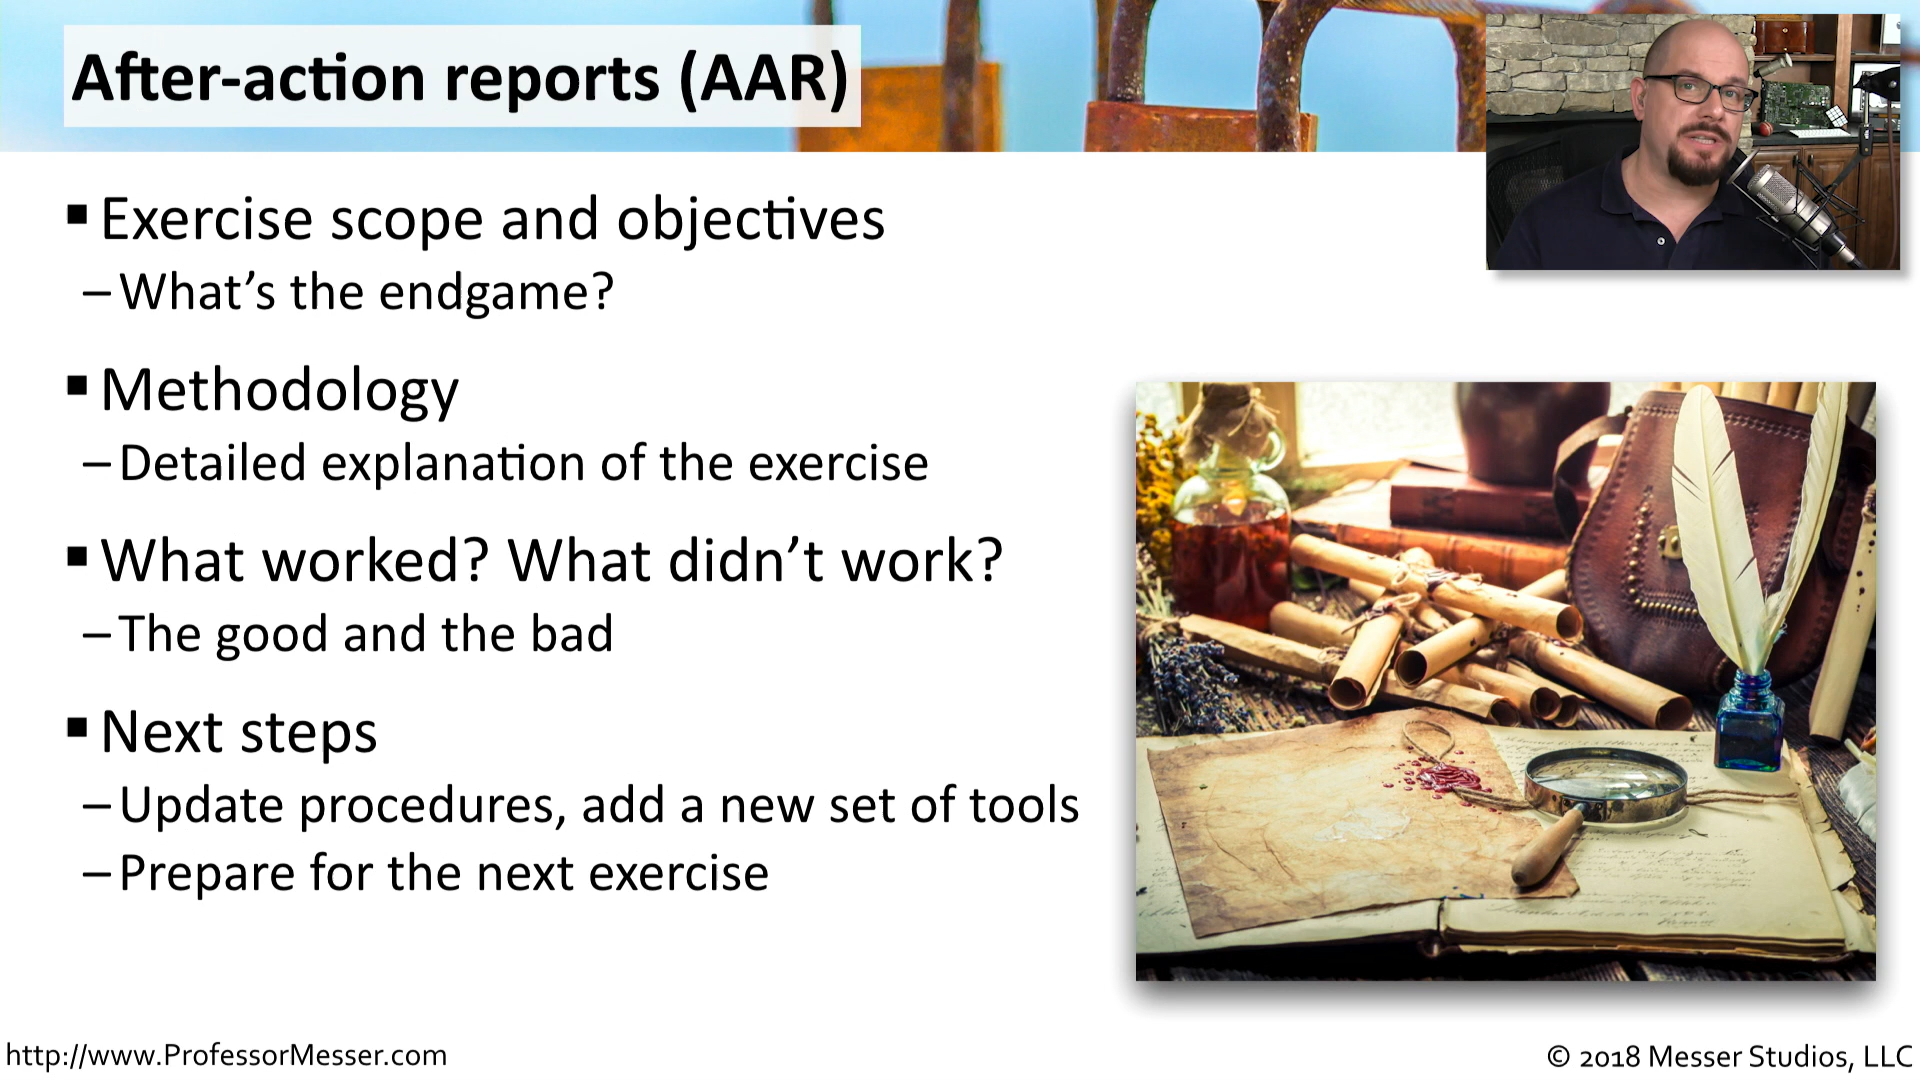 After-action reports (AAR)
Exercise scope and objectives
– What’s the endgame?
Methodology
– Detailed explanation of the exercise
What worked? What didn’t work?
– The good and the bad
Next steps
– Update procedures, add a new set of tools
– Prepare for the next exercise
http://www.ProfessorMesser.com
© 2018 Messer Studios, LLC